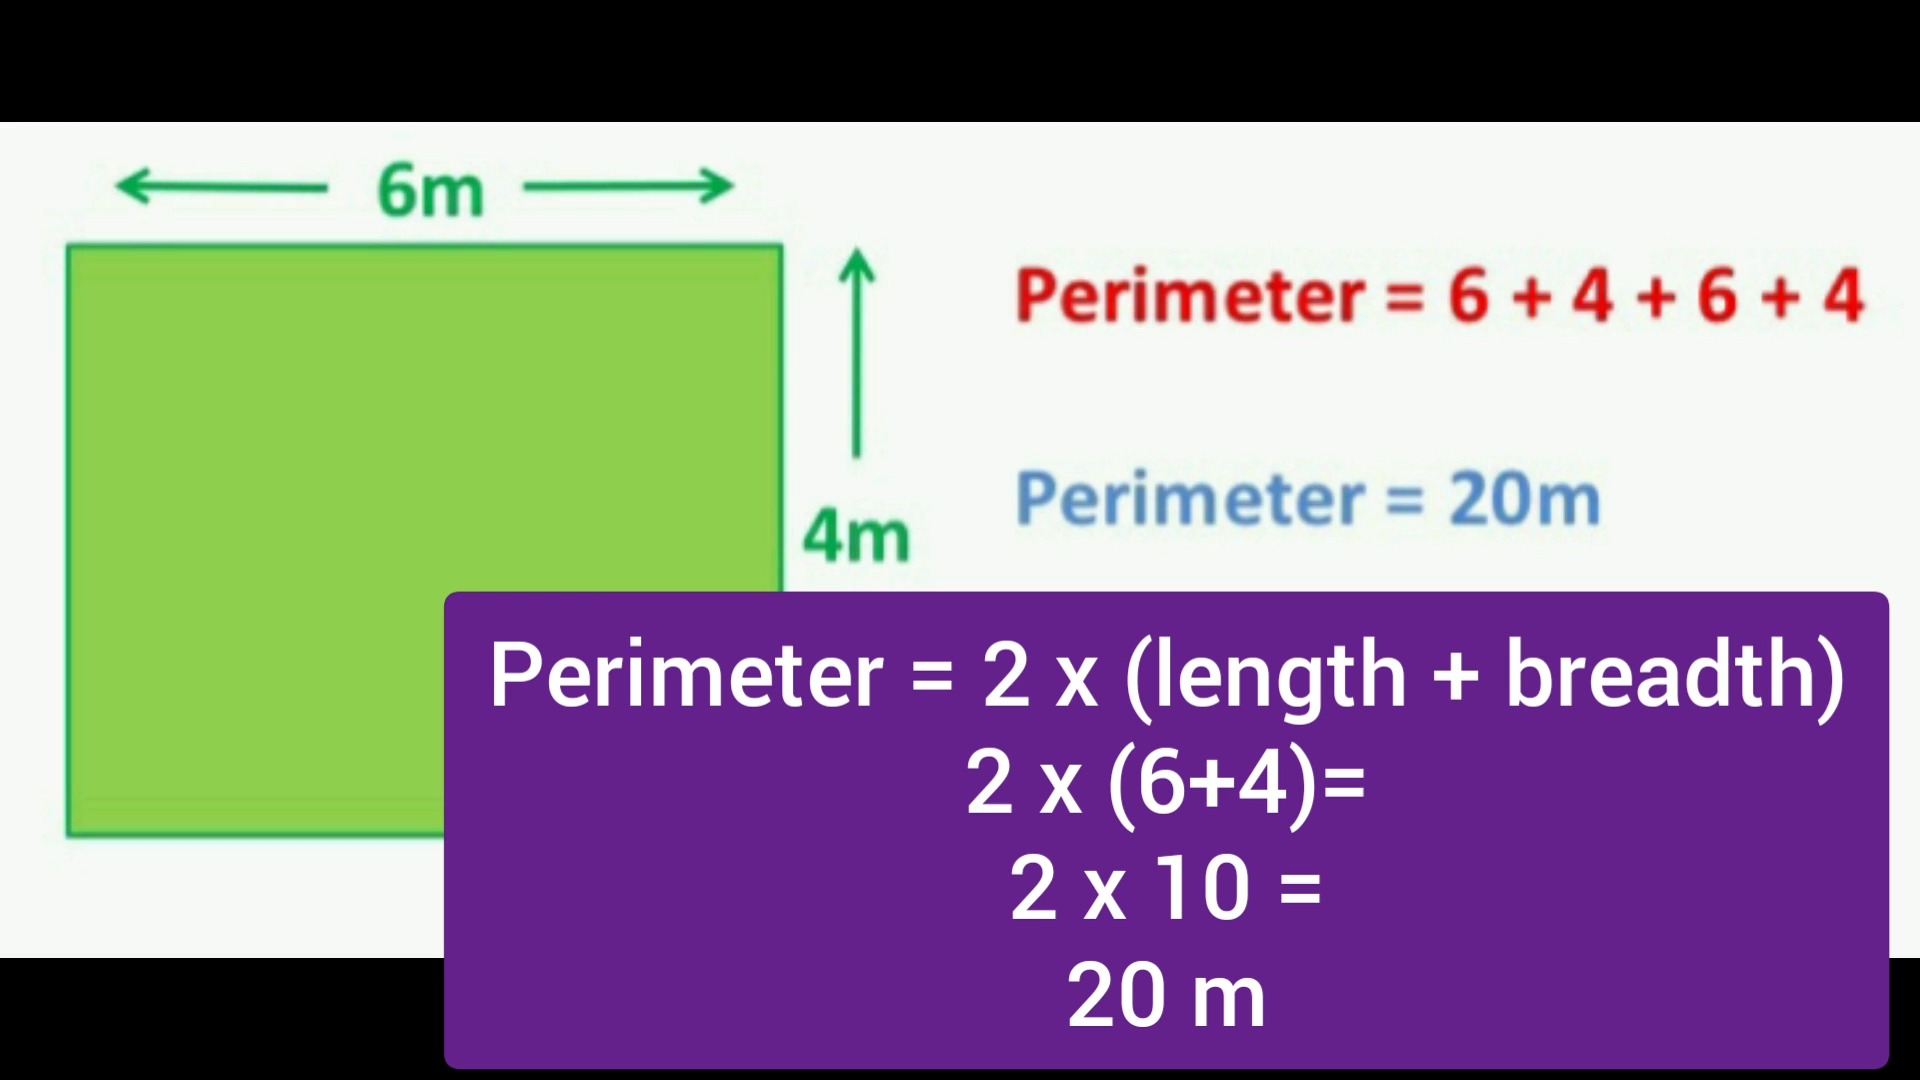 6m
Perimeter = 6 + 4 + 6 + 4
Perimeter = 20m
4m
Perimeter = 2 x (length + breadth)
2 x (6+4)=
2 x 10 =
20 m